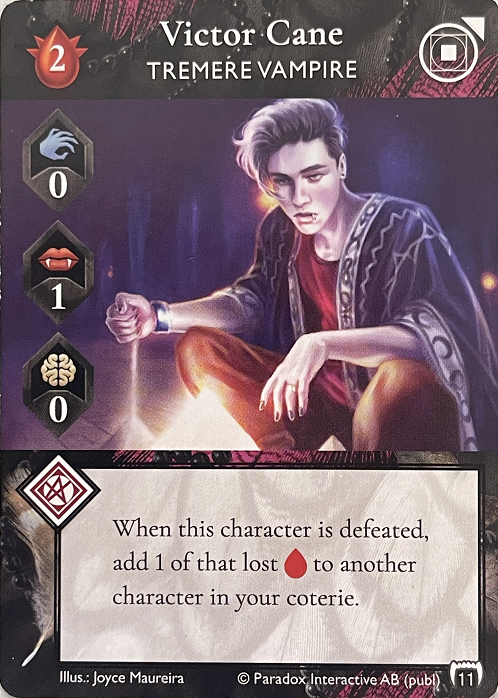 2
Victor Cane
TREMERE VAMPIRE
0
1
0
When this character is defeated,
add 1 of that lost to another
character in your coterie.
Illus.: Joyce Maureira
© Paradox Interactive AB (publ)
11